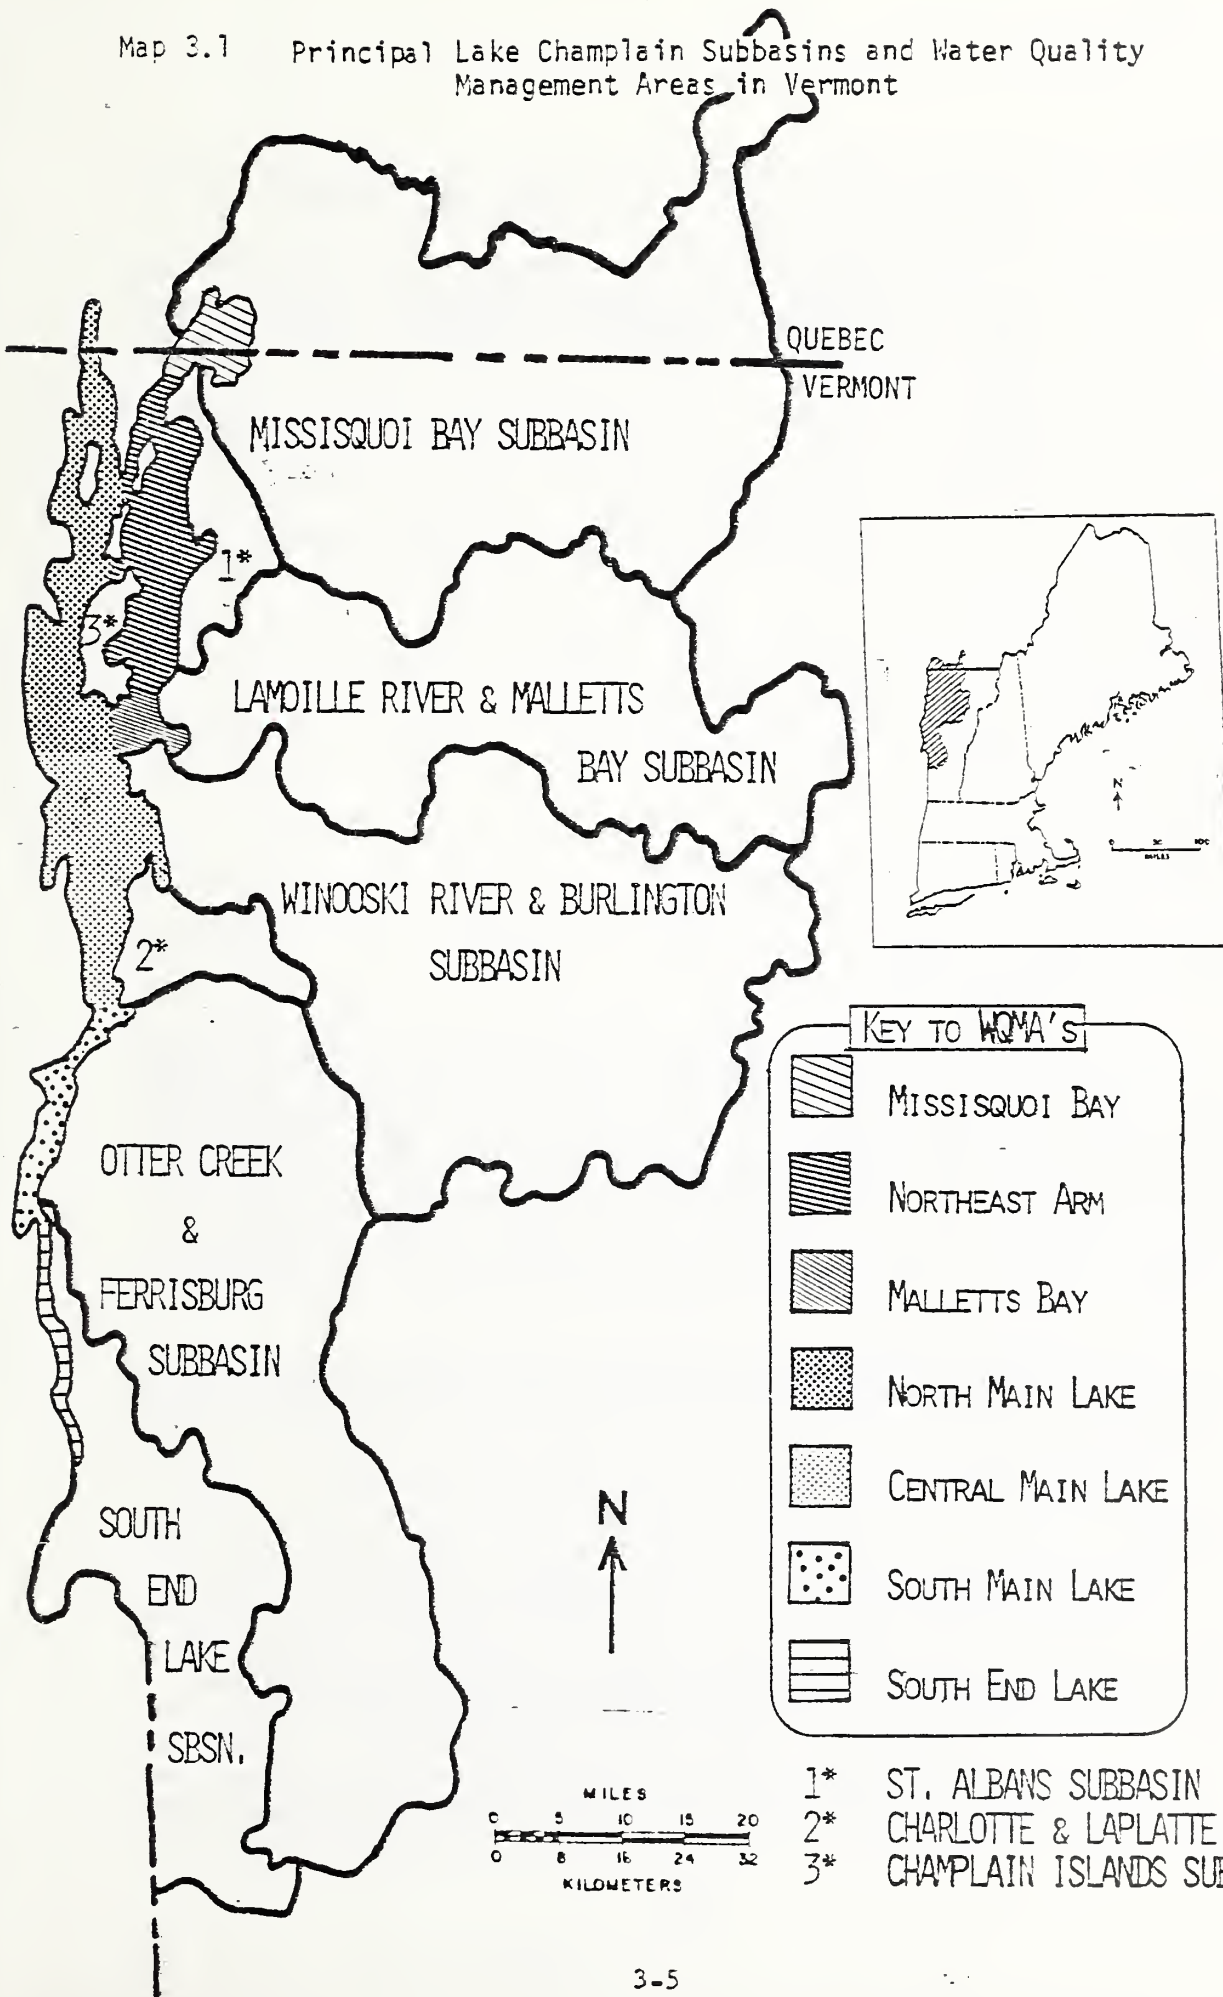 Map 3.1 Principal Lake Champlain Subbasins and Water Quality
Management Areas in Vermont
QUEBEC
VERMONT
MISSISQUOI BAY SUBBASIN
1*
3*
LAMOILLE RIVER & MALLETTS
BAY SUBBASIN
WINOOSKI RIVER & BURLINGTON
SUBBASIN
2*
N
MILES
KEY TO WQMA'S
MISSISQUOI BAY
NORTHEAST ARM
MALLETTS BAY
NORTH MAIN LAKE
CENTRAL MAIN LAKE
SOUTH MAIN LAKE
SOUTH END LAKE
OTTER CREEK
&
FERRISBURG
SUBBASIN
SOUTH
END
LAKE
SBSN.
N
MILES
0 5 10 15 20
0 8 16 24 32
KILOMETERS
1* ST. ALBANS SUBBASIN
2* CHARLOTTE & LAPLATTE
3* CHAMPLAIN ISLANDS
3-5